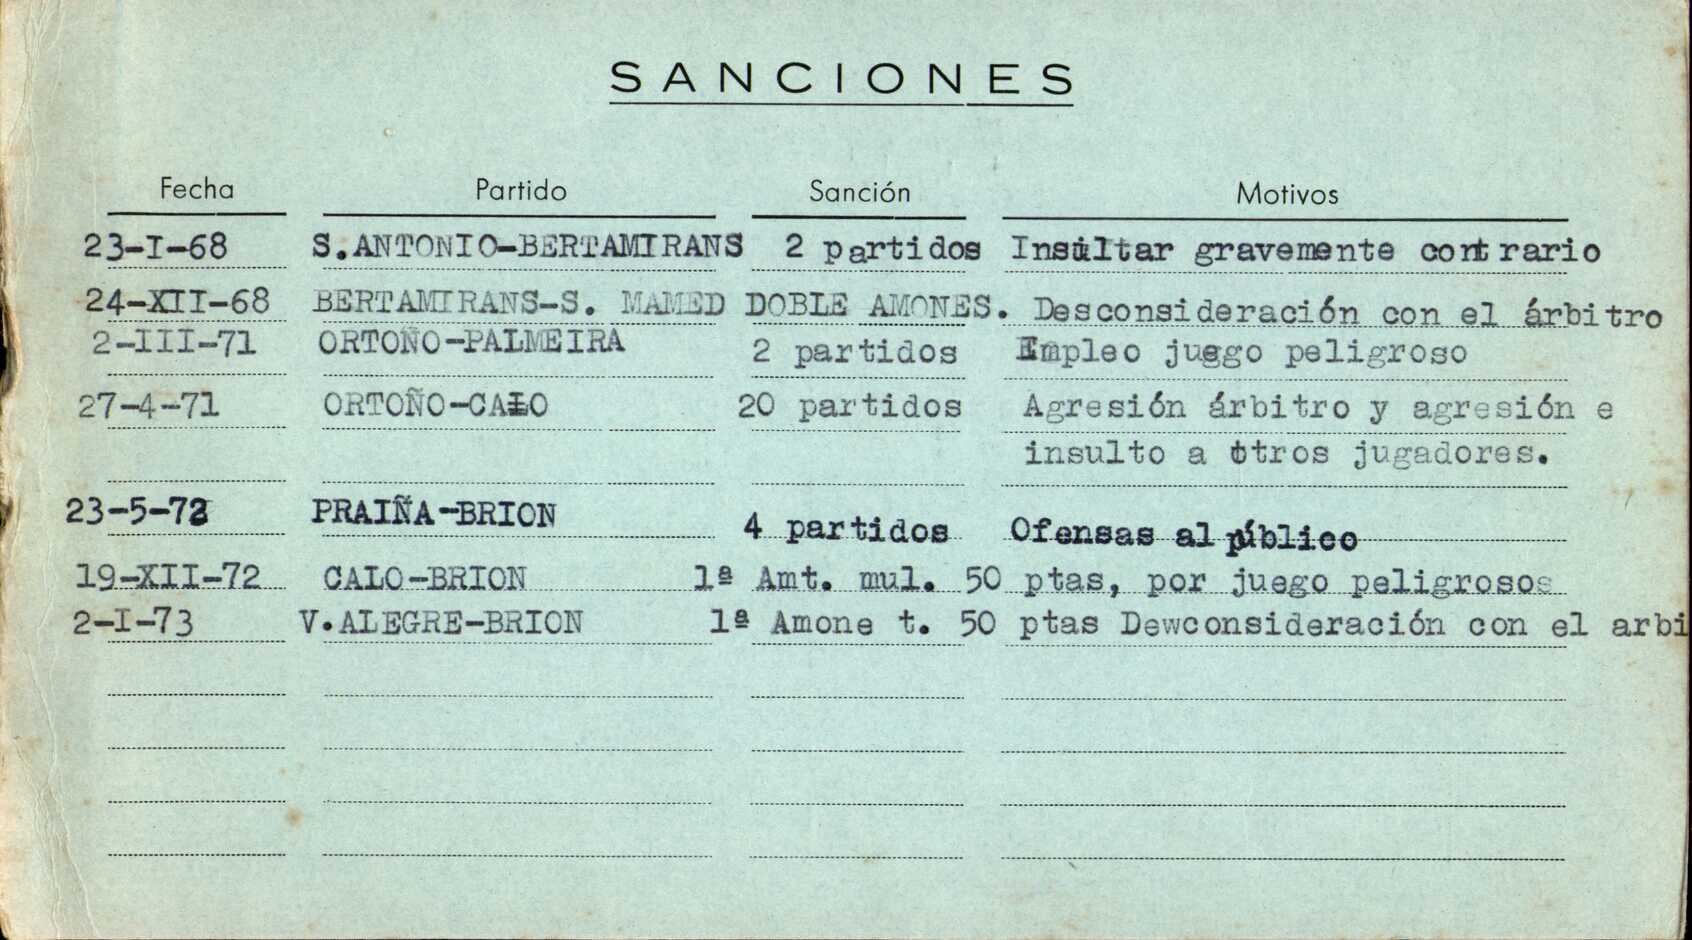 SANCIONES
Fecha Partido Sanción Motivos
23-I-68 S.ANTONIO-BERTAMIRANS 2 partidos Insultar gravemente contrario
24-XII-68 BERTAMIRANS-S. MAMED DOBLE AMONES. Desconsideración con el árbitro
2-III-71 ORTOÑO-PALMEIRA 2 partidos Empleo juego peligroso
27-4-71 ORTOÑO-CALO 20 partidos Agresión árbitro y agresión e
insulto a otros jugadores.
23-5-72 PRAIÑA-BRION 4 partidos Ofensas al público
19-XII-72 CALO-BRION 1ª Amt. mul. 50 ptas, por juego peligrosos
2-I-73 V.ALEGRE-BRION 1ª Amone t. 50 ptas Dewconsideración con el arbi